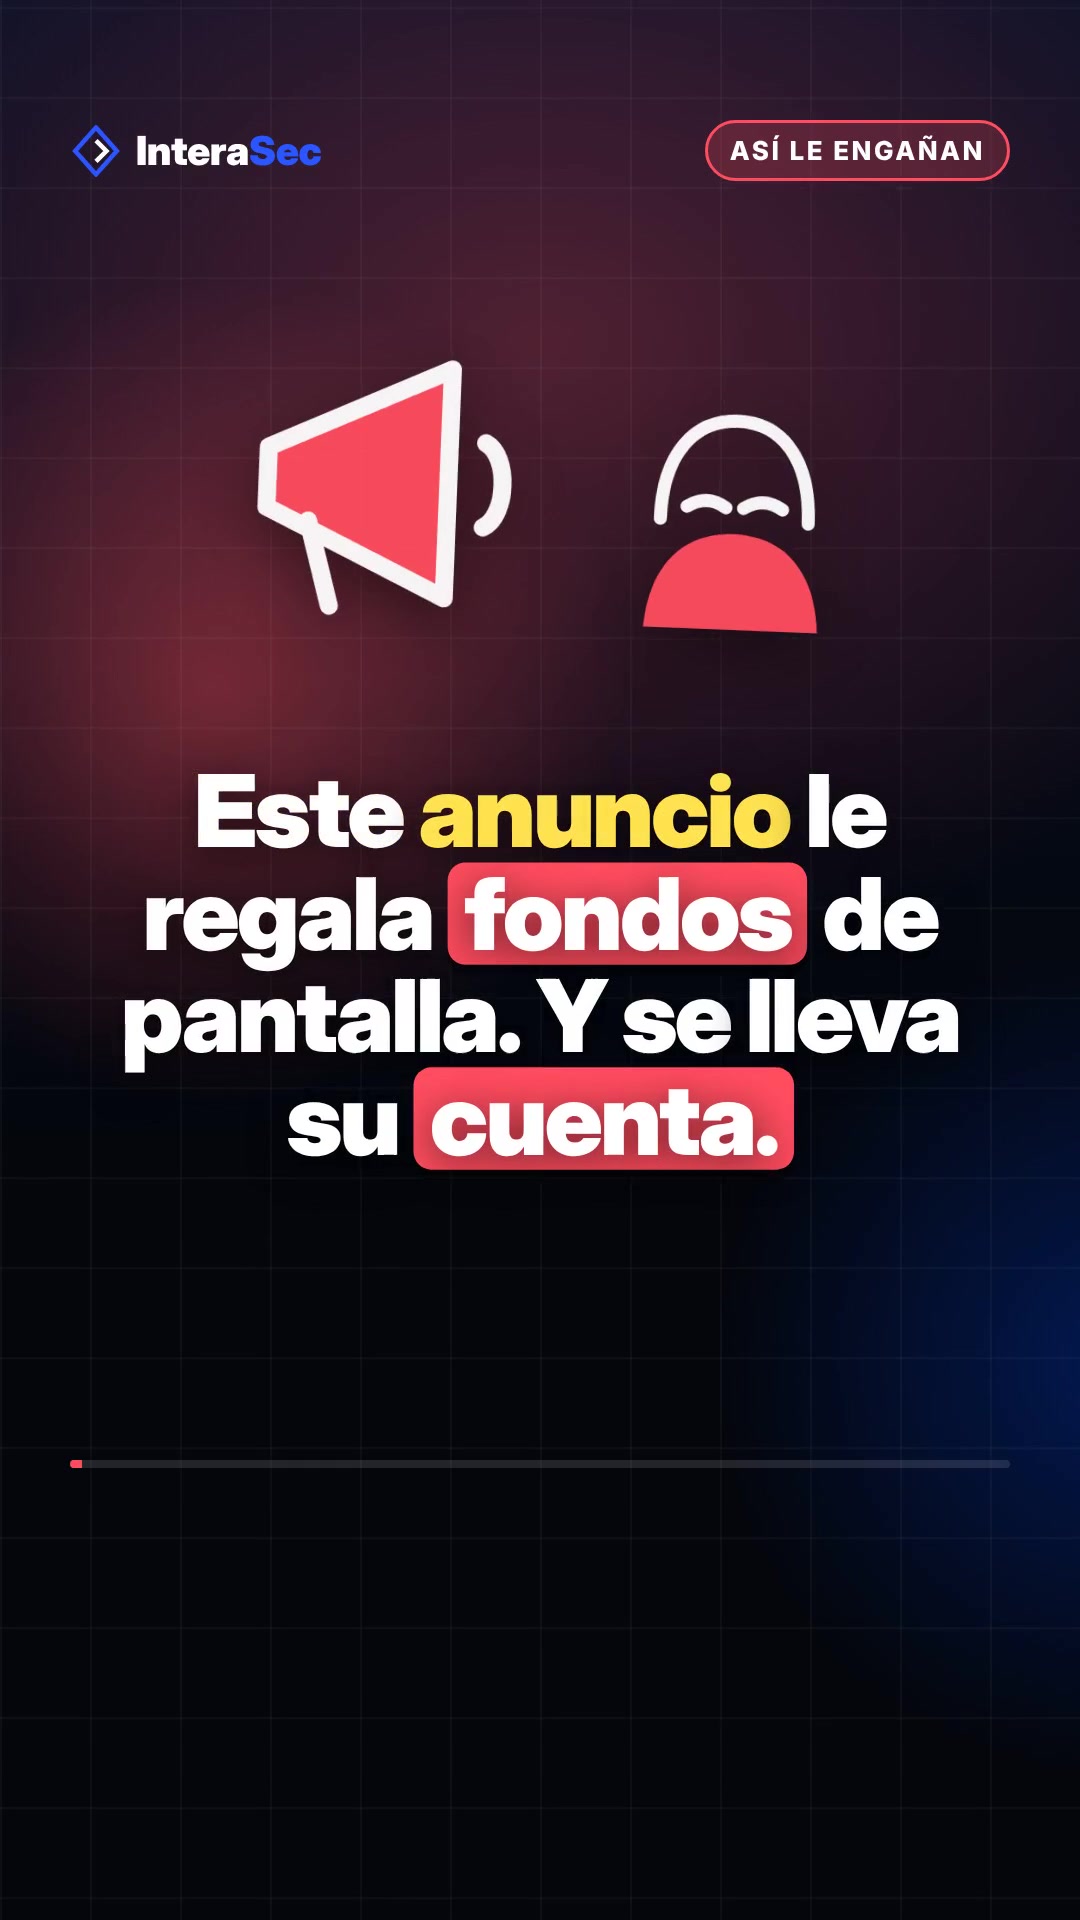 InteraSec
ASÍ LE ENGAÑAN
Este anuncio le
regala fondos de
pantalla. Y se lleva
su cuenta.